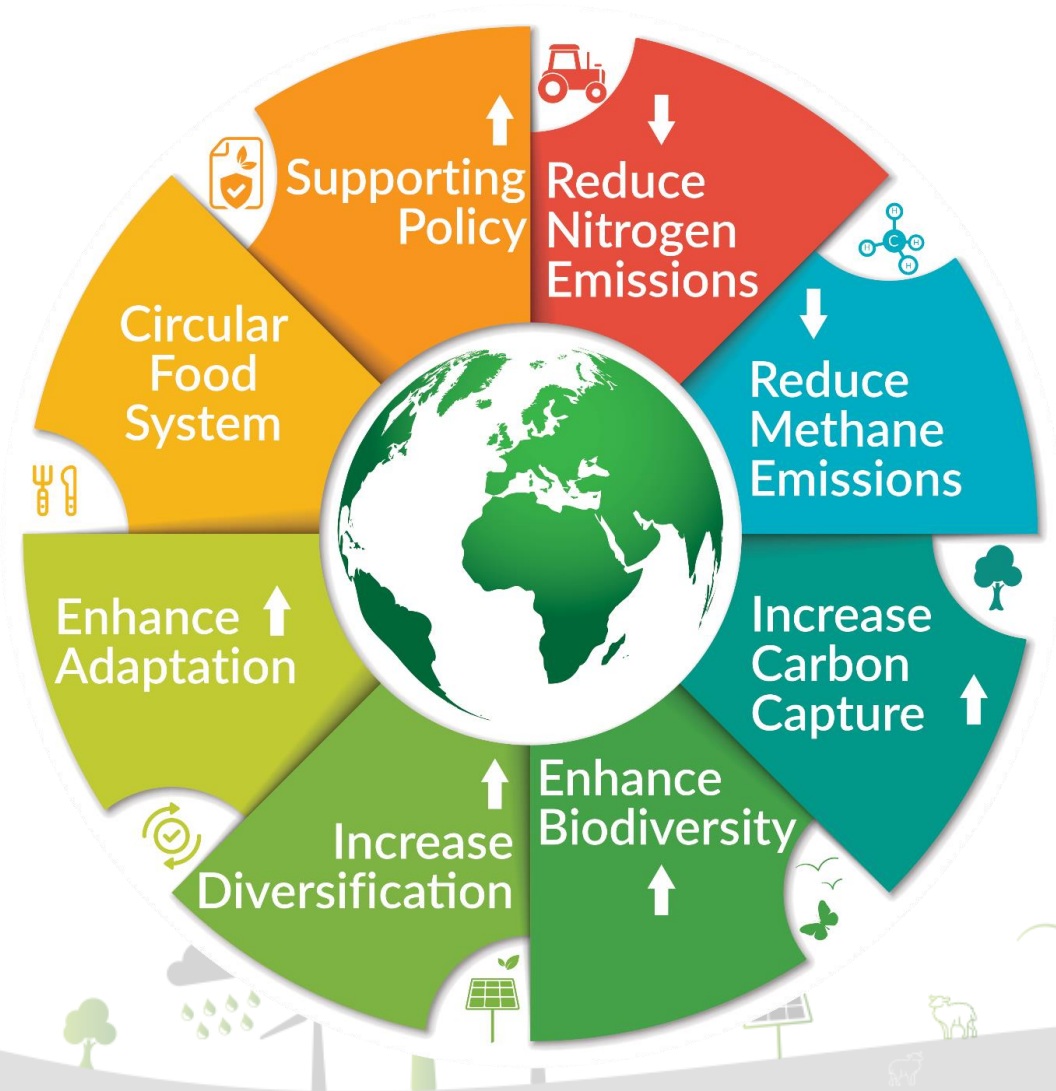 Supporting
Policy
Reduce
Nitrogen
Emissions
H
H
C
H
H
Reduce
Methane
Emissions
Increase
Carbon
Capture
Enhance
Biodiversity
Increase
Diversification
Enhance
Adaptation
Circular
Food
System